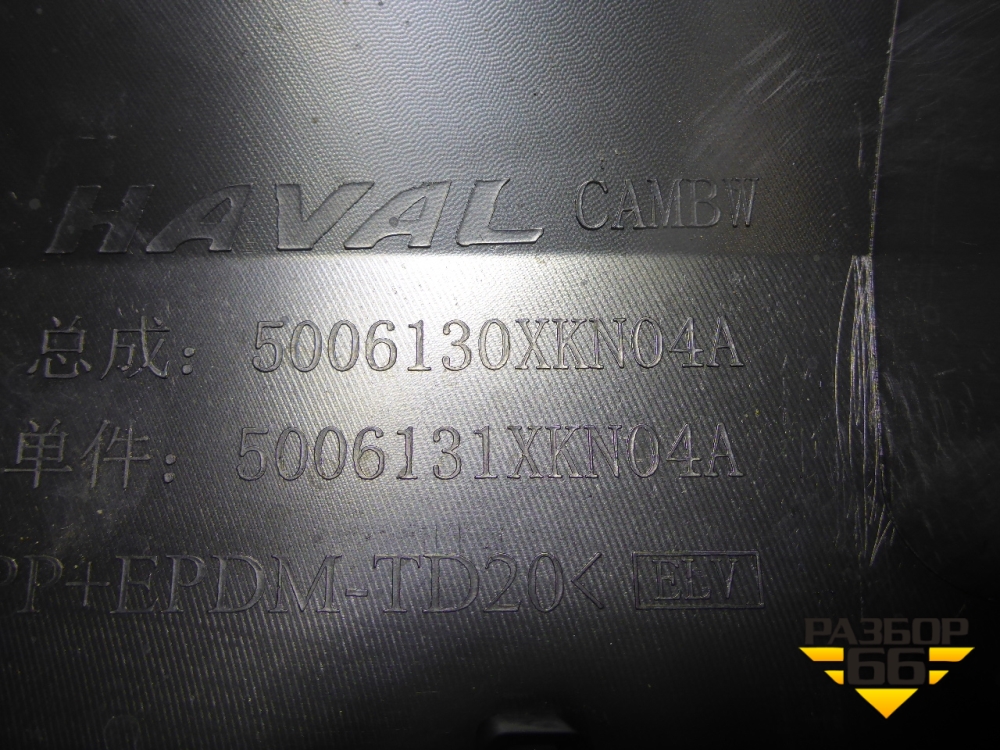 HAVAL CAMBW
总成: 5006130XKN04A
单件: 5006131XKN04A
PP+EPDM-TD20< ELV
РАЗБОР
66